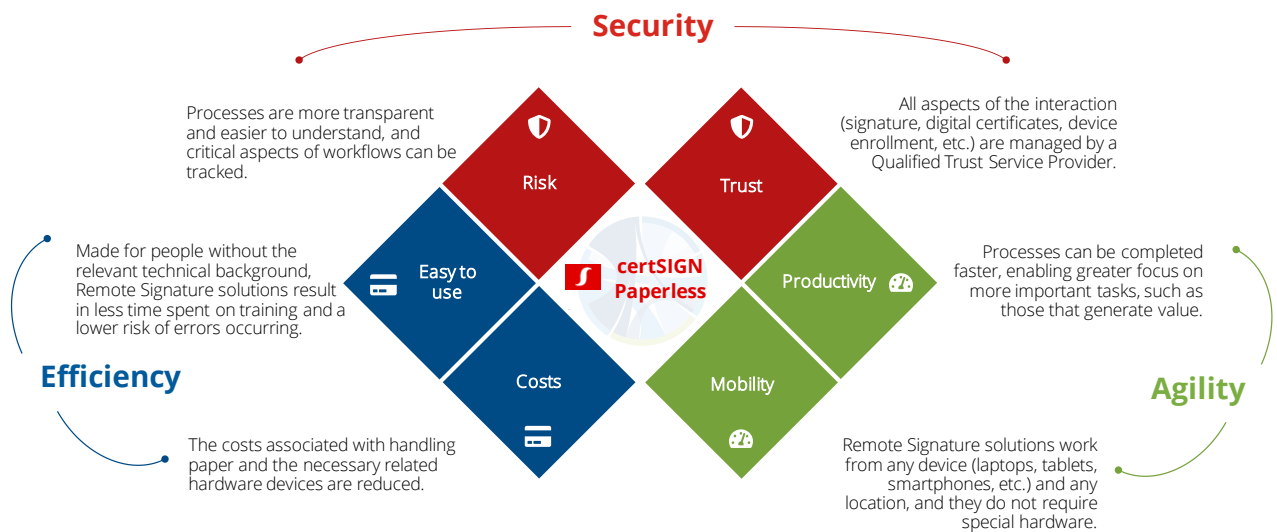 Security
Processes are more transparent
and easier to understand, and
critical aspects of workflows can be
tracked.
All aspects of the interaction
(signature, digital certificates, device
enrollment, etc.) are managed by a
Qualified Trust Service Provider.
Risk
Trust
Made for people without the
relevant technical background,
Remote Signature solutions result
in less time spent on training and a
lower risk of errors occurring.
Easy to
use
certSIGN
Paperless
Productivity
Processes can be completed
faster, enabling greater focus on
more important tasks, such as
those that generate value.
Efficiency
Costs
Mobility
Agility
The costs associated with handling
paper and the necessary related
hardware devices are reduced.
Remote Signature solutions work
from any device (laptops, tablets,
smartphones, etc.) and any
location, and they do not require
special hardware.